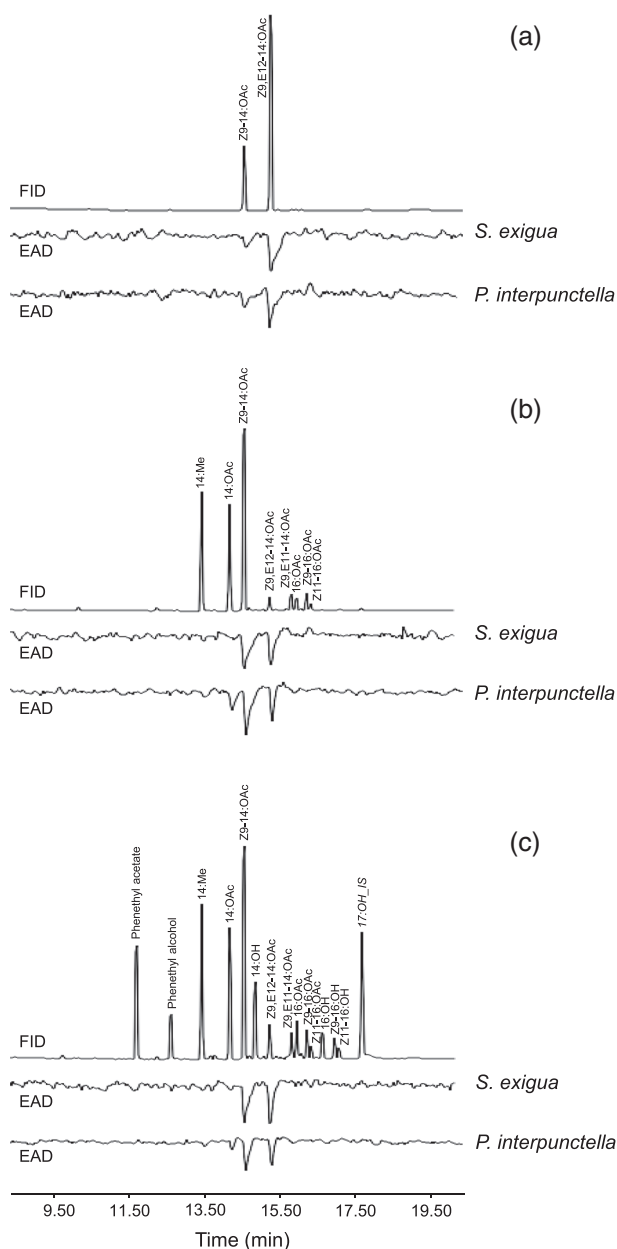 (a)
Z9-14:OAc
Z9,E12-14:OAc
FID
S. exigua
EAD
P. interpunctella
EAD
(b)
14:Me
14:OAc
Z9-14:OAc
Z9,E12-14:OAc
Z9,E11-14:OAc
16:OAc
Z9-16:OAc
Z11-16:OAc
FID
S. exigua
EAD
P. interpunctella
EAD
(c)
Phenethyl acetate
Phenethyl alcohol
14:Me
14:OAc
Z9-14:OAc
14:OH
Z9,E12-14:OAc
Z9,E11-14:OAc
16:OAc
Z9-16:OAc
Z11-16:OAc
16:OH
Z9-16:OH
Z11-16:OH
17:OH_IS
FID
S. exigua
EAD
P. interpunctella
EAD
9.50 11.50 13.50 15.50 17.50 19.50
Time (min)